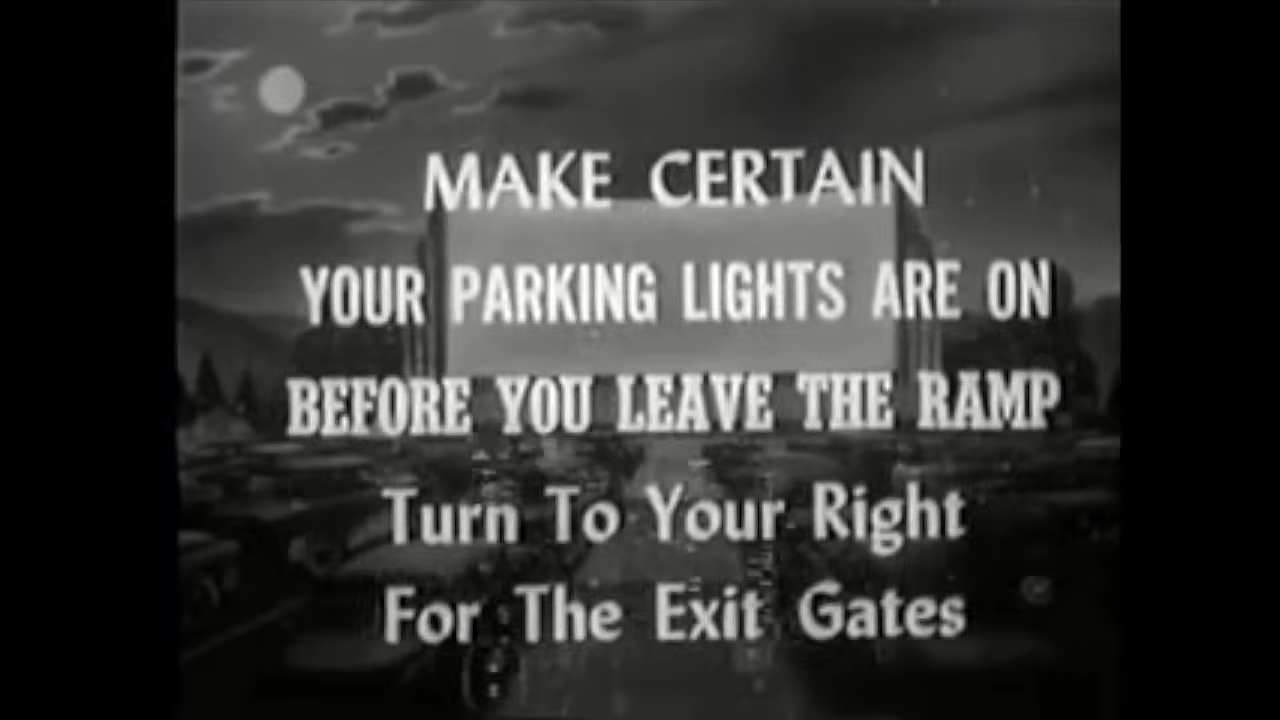 MAKE CERTAIN
YOUR PARKING LIGHTS ARE ON
BEFORE YOU LEAVE THE RAMP
Turn To Your Right
For The Exit Gates